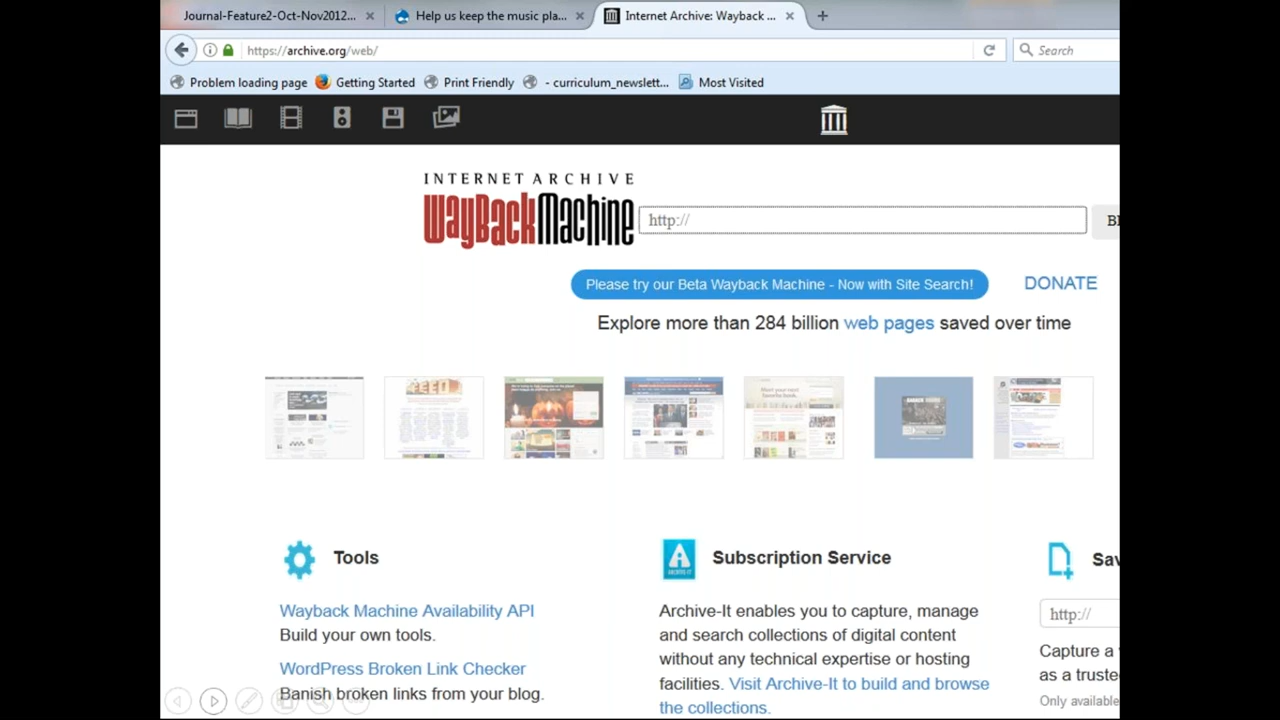 Journal-Feature2-Oct-Nov2012...
Help us keep the music pla...
Internet Archive: Wayback ...
https://archive.org/web/
Search
Problem loading page
Getting Started
Print Friendly
- curriculum_newslett...
Most Visited
INTERNET ARCHIVE
WayBackMachine
http://
Please try our Beta Wayback Machine - Now with Site Search!
DONATE
Explore more than 284 billion web pages saved over time
Tools
Wayback Machine Availability API
Build your own tools.
WordPress Broken Link Checker
Banish broken links from your blog.
Subscription Service
Archive-It enables you to capture, manage
and search collections of digital content
without any technical expertise or hosting
facilities. Visit Archive-It to build and browse
the collections.
http://
Capture a
as a truste
Only available